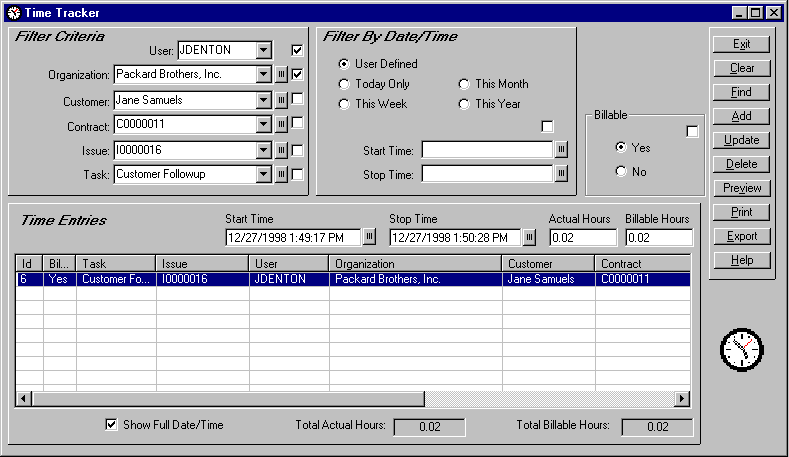 Time Tracker
Filter Criteria
User: JDENTON
Organization: Packard Brothers, Inc.
Customer: Jane Samuels
Contract: C0000011
Issue: I0000016
Task: Customer Followup
Filter By Date/Time
User Defined
Today Only This Month
This Week This Year
Start Time:
Stop Time:
Billable
Yes
No
Exit
Clear
Find
Add
Update
Delete
Preview
Print
Export
Help
Time Entries
Start Time Stop Time Actual Hours Billable Hours
12/27/1998 1:49:17 PM 12/27/1998 1:50:28 PM 0.02 0.02
Id Bil... Task Issue User Organization Customer Contract
6 Yes Customer Fo... I0000016 JDENTON Packard Brothers, Inc. Jane Samuels C0000011
Show Full Date/Time Total Actual Hours: 0.02 Total Billable Hours: 0.02